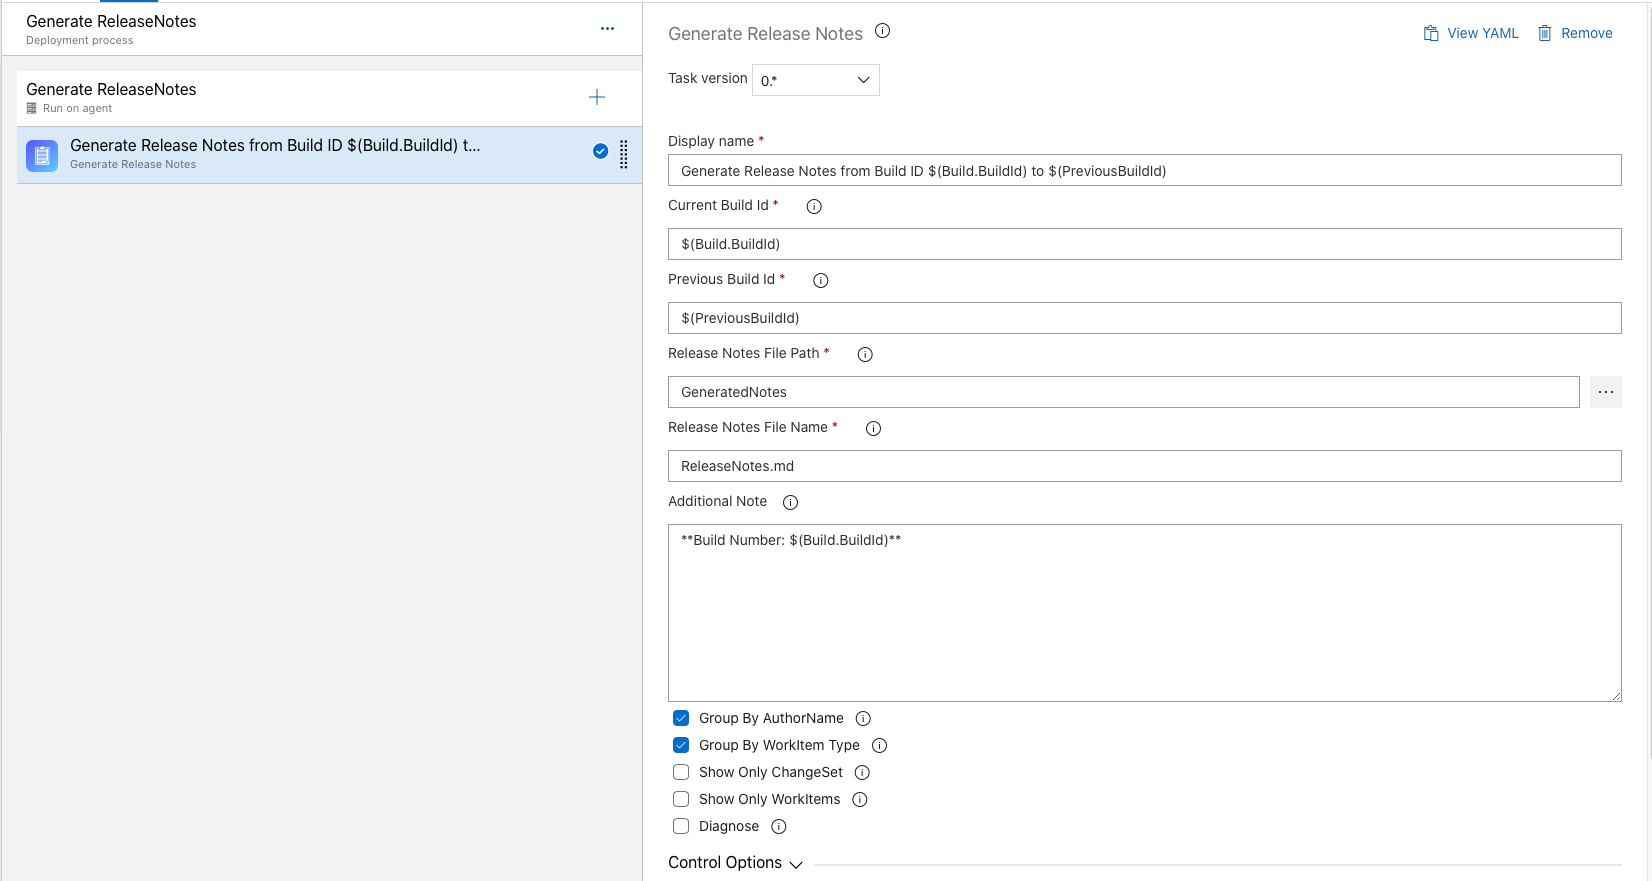 Generate ReleaseNotes
Deployment process
Generate ReleaseNotes
Run on agent
Generate Release Notes from Build ID $(Build.BuildId) t...
Generate Release Notes
Generate Release Notes
View YAML
Remove
Task version
0.*
Display name *
Generate Release Notes from Build ID $(Build.BuildId) to $(PreviousBuildId)
Current Build Id *
$(Build.BuildId)
Previous Build Id *
$(PreviousBuildId)
Release Notes File Path *
GeneratedNotes
Release Notes File Name *
ReleaseNotes.md
Additional Note
**Build Number: $(Build.BuildId)**
Group By AuthorName
Group By WorkItem Type
Show Only ChangeSet
Show Only WorkItems
Diagnose
Control Options